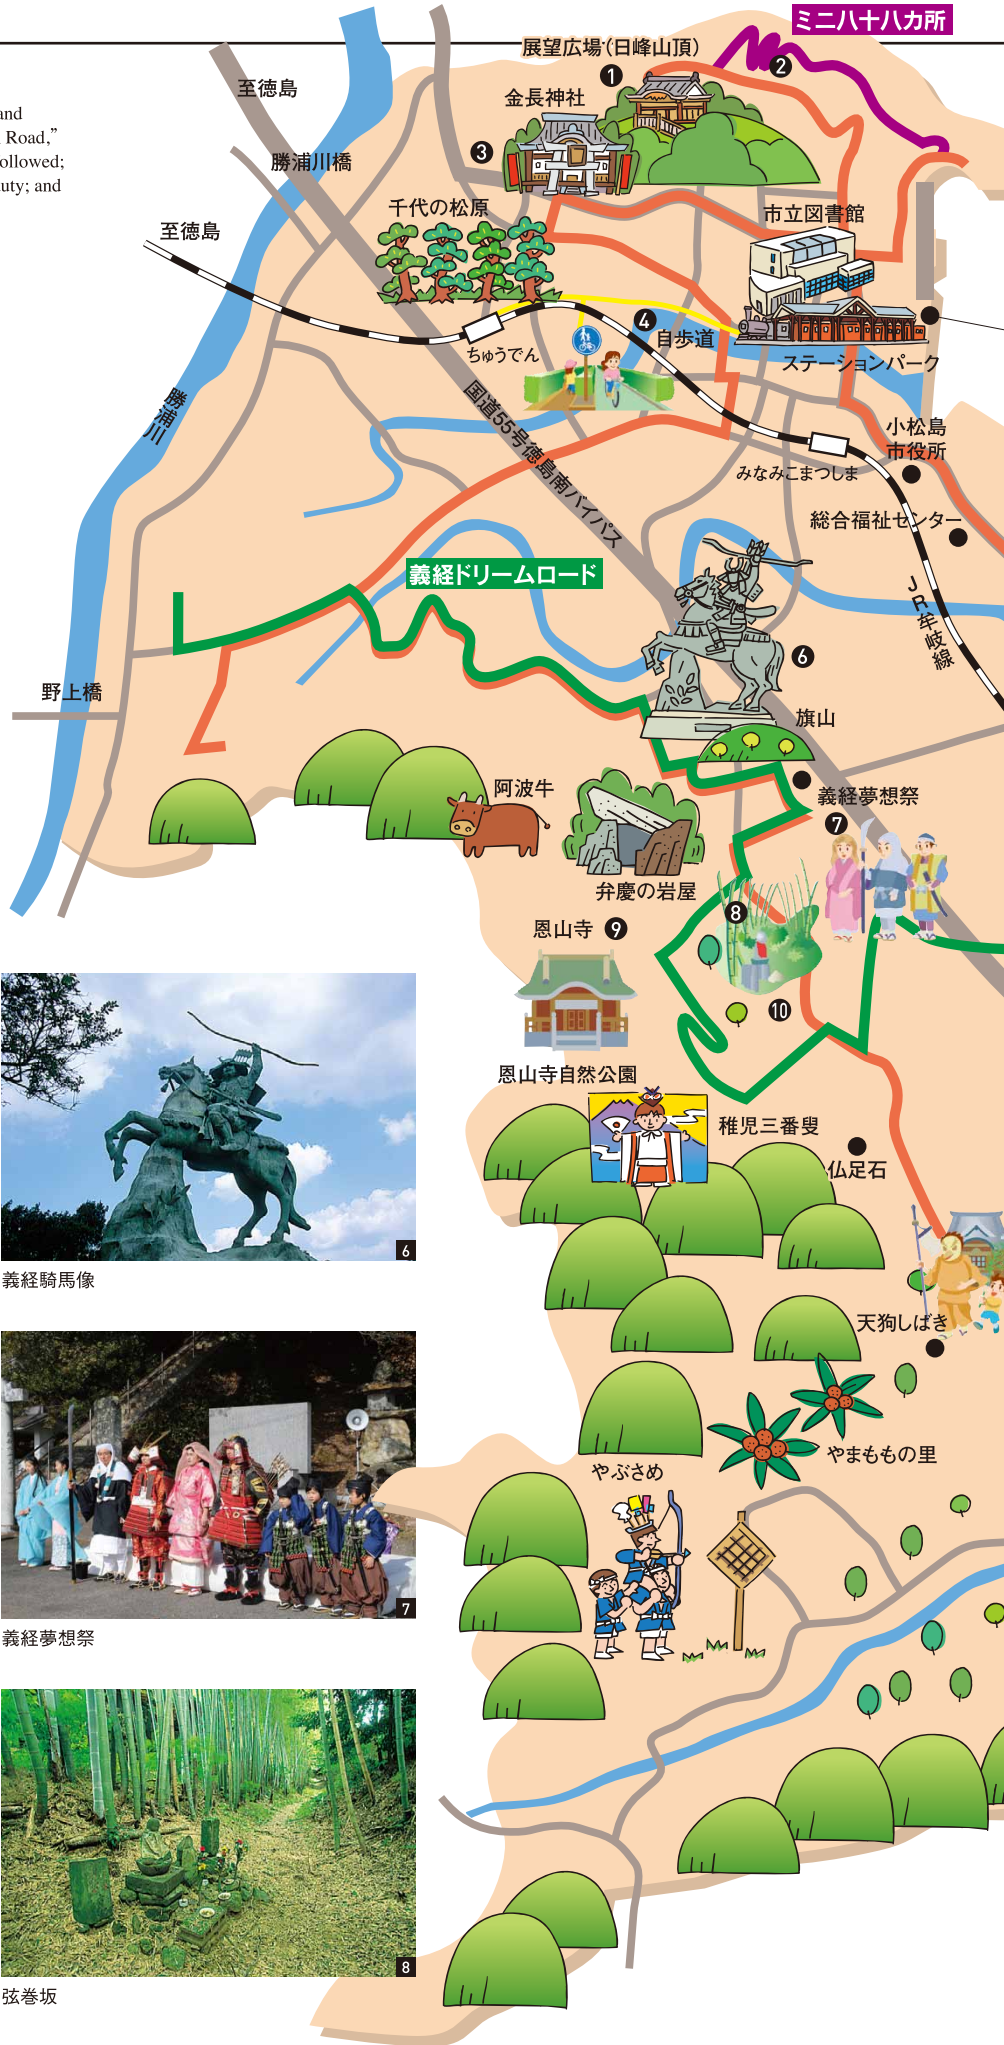 ミニ八十八カ所
展望広場(日峰山頂)
1
2
and
Road,”
ollowed;
uty; and
至徳島
金長神社
3
勝浦川橋
千代の松原
市立図書館
至徳島
4
自歩道
ちゅうでん
ステーションパーク
国道55号徳島南バイパス
勝浦川
小松島
市役所
みなみこまつしま
総合福祉センター
義経ドリームロード
JR牟岐線
6
野上橋
旗山
阿波牛
義経夢想祭
7
弁慶の岩屋
8
恩山寺 9
10
恩山寺自然公園
稚児三番叟
仏足石
6
義経騎馬像
天狗しばき
やまももの里
やぶさめ
7
義経夢想祭
8
弦巻坂